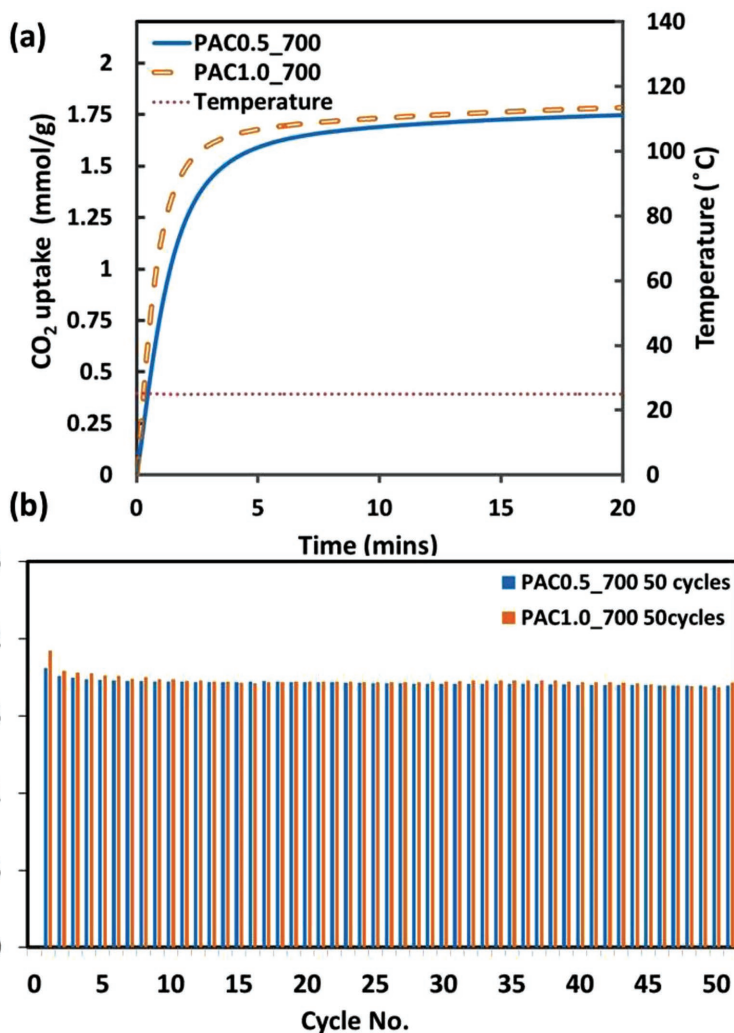 (a)
PAC0.5_700
PAC1.0_700
Temperature
CO₂ uptake (mmol/g)
2
1.75
1.5
1.25
1
0.75
0.5
0.25
0
140
120
100
80
60
40
20
0
Temperature (˚C)
0 5 10 15 20
Time (mins)
(b)
PAC0.5_700 50 cycles
PAC1.0_700 50cycles
0 5 10 15 20 25 30 35 40 45 50
Cycle No.